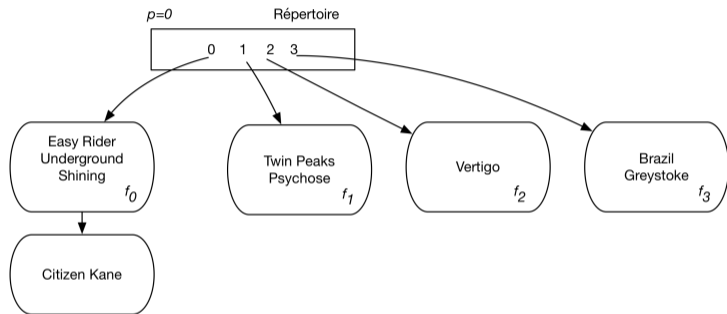 p=0
Répertoire
0 1 2 3
Easy Rider
Underground
Shining
f0
Twin Peaks
Psychose
f1
Vertigo
f2
Brazil
Greystoke
f3
Citizen Kane